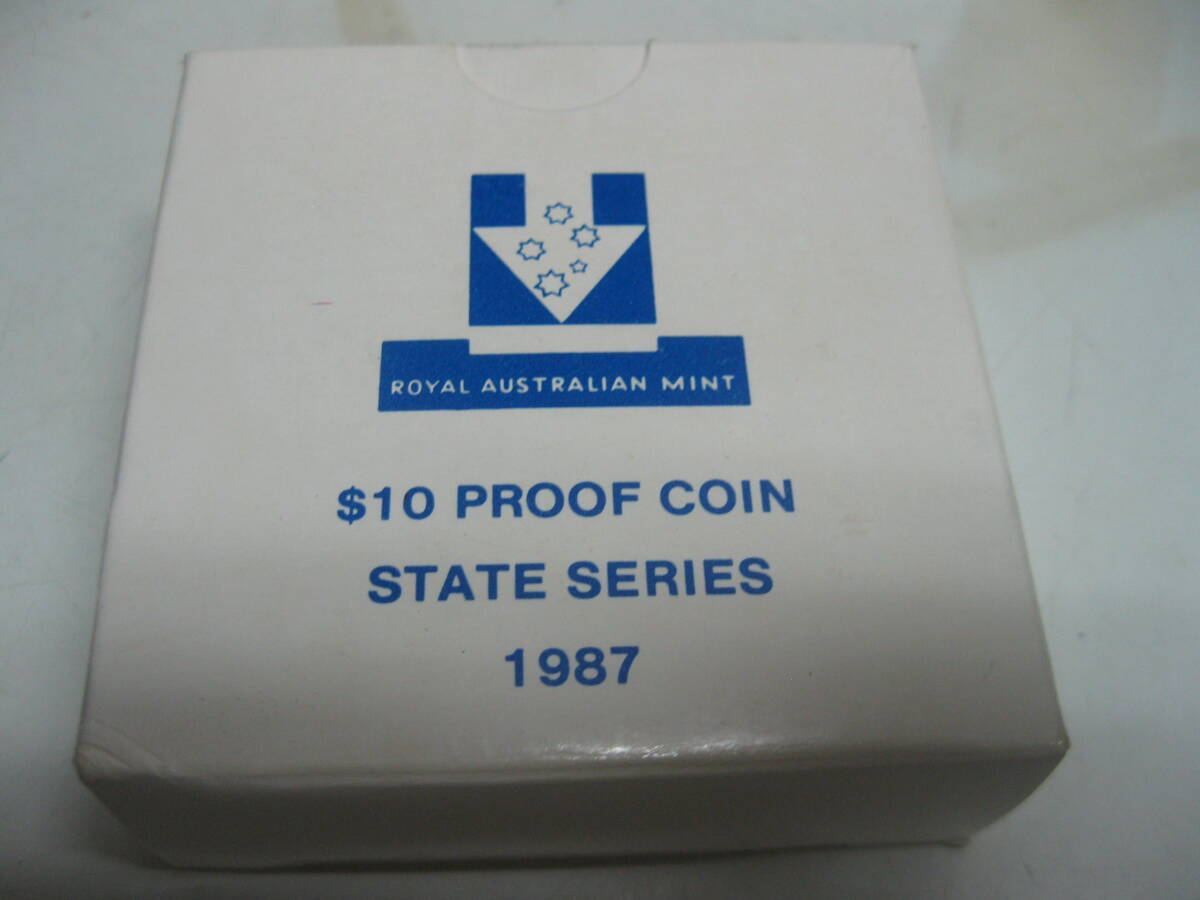 ROYAL AUSTRALIAN MINT
$10 PROOF COIN
STATE SERIES
1987